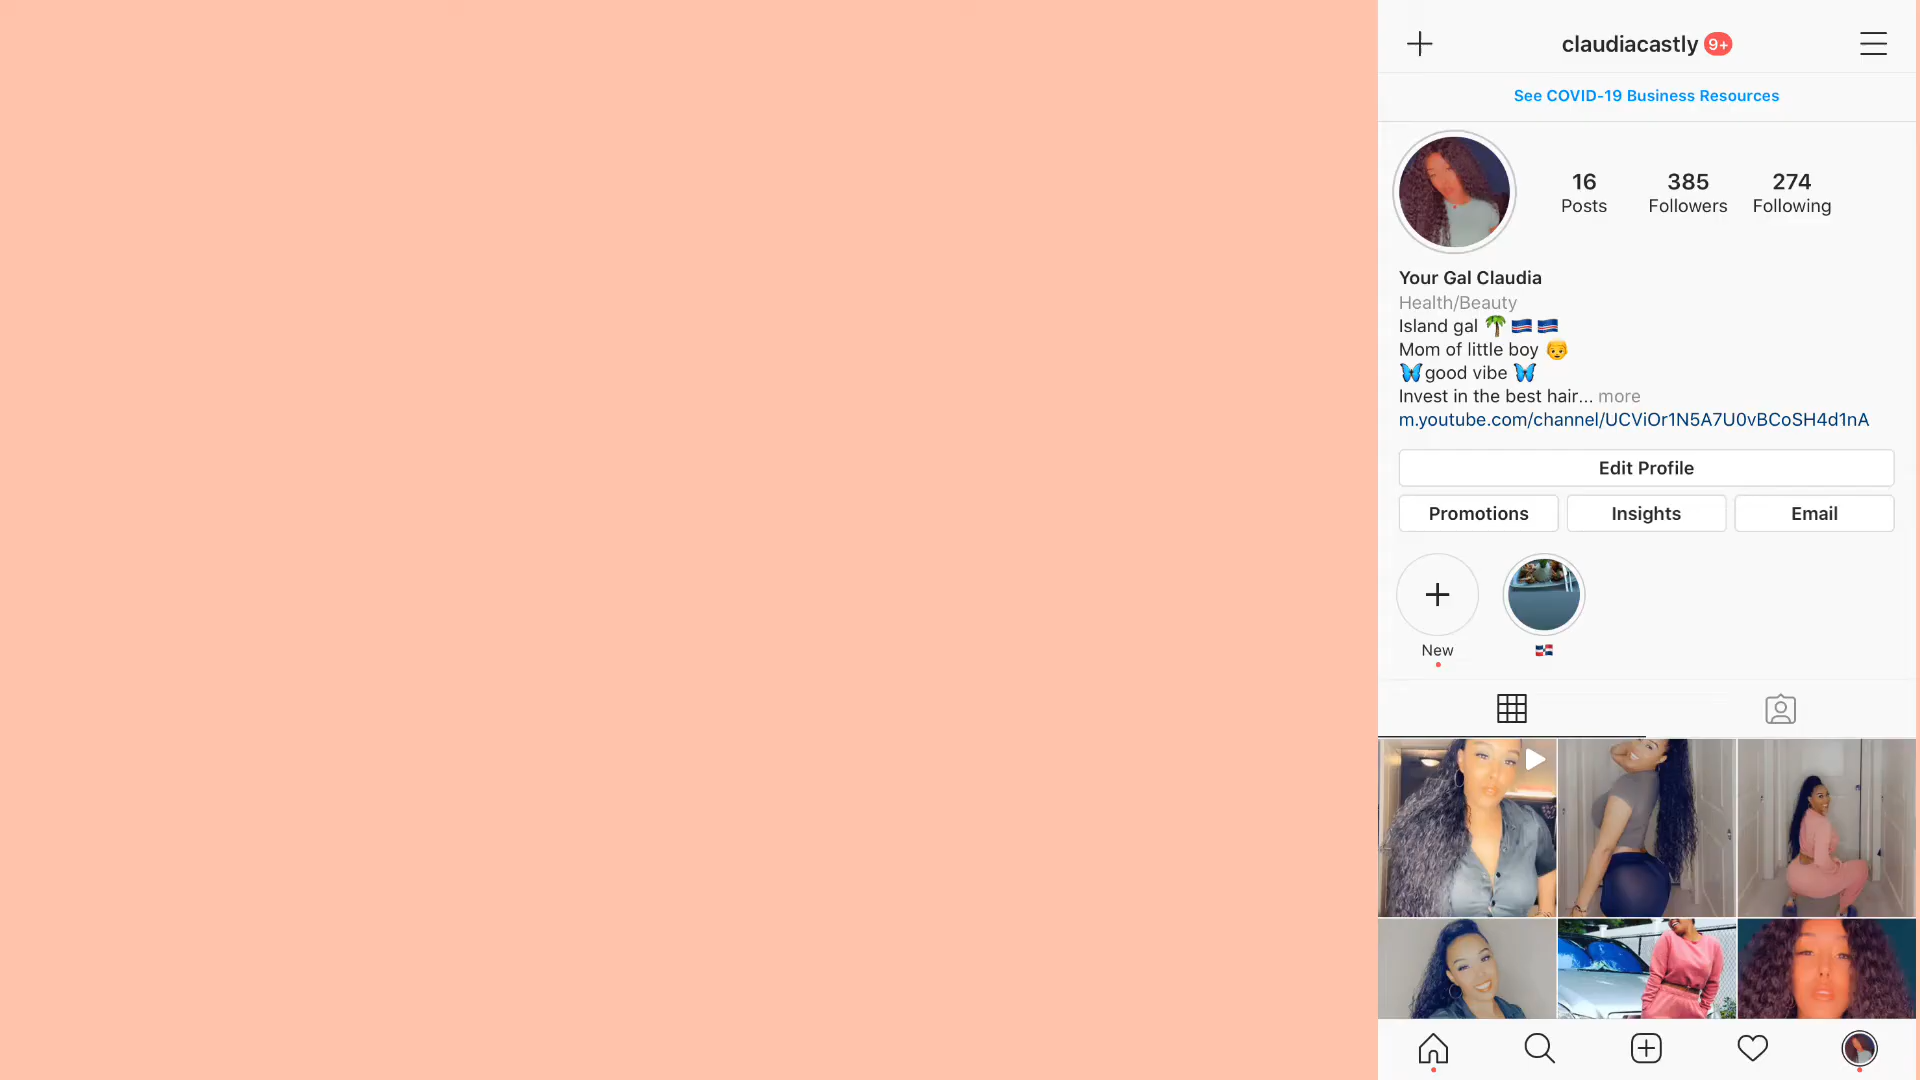 claudiacastly 9+
See COVID-19 Business Resources
16 385 274
Posts Followers Following
Your Gal Claudia
Health/Beauty
Island gal 🌴🇨🇻🇨🇻
Mom of little boy 👨‍🦳
🦋good vibe 🦋
Invest in the best hair... more
m.youtube.com/channel/UCViOr1N5A7U0vBCoSH4d1nA
Edit Profile
Promotions Insights Email
New 🇩🇴